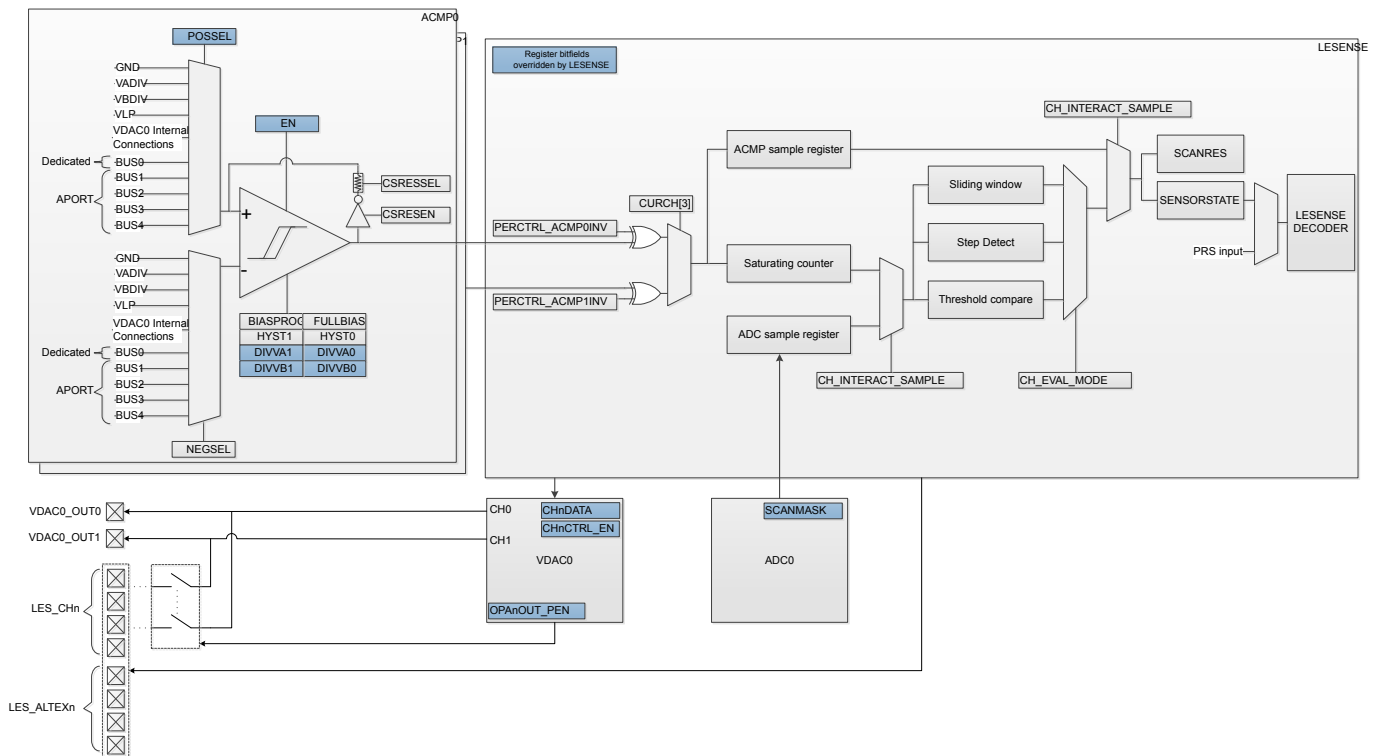 ACMP0
P1
POSSEL
GND
VADIV
VBDIV
VLP
VDAC0 Internal
Connections
Dedicated
BUS0
BUS1
APORT
BUS2
BUS3
BUS4
EN
CSRESSEL
CSRESEN
+
-
GND
VADIV
VBDIV
VLP
VDAC0 Internal
Connections
Dedicated
BUS0
BUS1
APORT
BUS2
BUS3
BUS4
NEGSEL
BIASPROG FULLBIAS
HYST1 HYST0
DIVVA1 DIVVA0
DIVVB1 DIVVB0
LESENSE
Register bitfields
overridden by LESENSE
PERCTRL_ACMP0INV
PERCTRL_ACMP1INV
CURCH[3]
ACMP sample register
Saturating counter
ADC sample register
CH_INTERACT_SAMPLE
Sliding window
Step Detect
Threshold compare
CH_EVAL_MODE
CH_INTERACT_SAMPLE
SCANRES
SENSORSTATE
PRS input
LESENSE
DECODER
VDAC0_OUT0
VDAC0_OUT1
LES_CHn
LES_ALTEXn
CH0
CH1
CHnDATA
CHnCTRL_EN
VDAC0
OPAnOUT_PEN
SCANMASK
ADC0